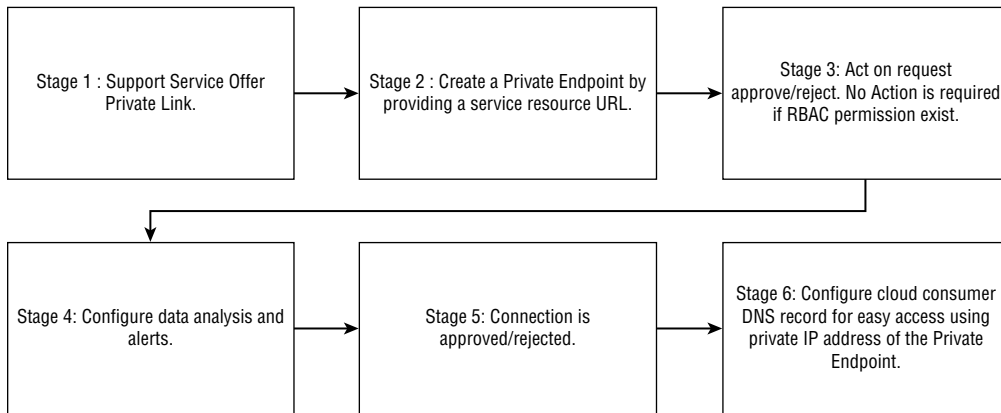 Stage 1 : Support Service Offer
Private Link.
Stage 2 : Create a Private Endpoint by
providing a service resource URL.
Stage 3: Act on request
approve/reject. No Action is required
if RBAC permission exist.
Stage 4: Configure data analysis and
alerts.
Stage 5: Connection is
approved/rejected.
Stage 6: Configure cloud consumer
DNS record for easy access using
private IP address of the Private
Endpoint.